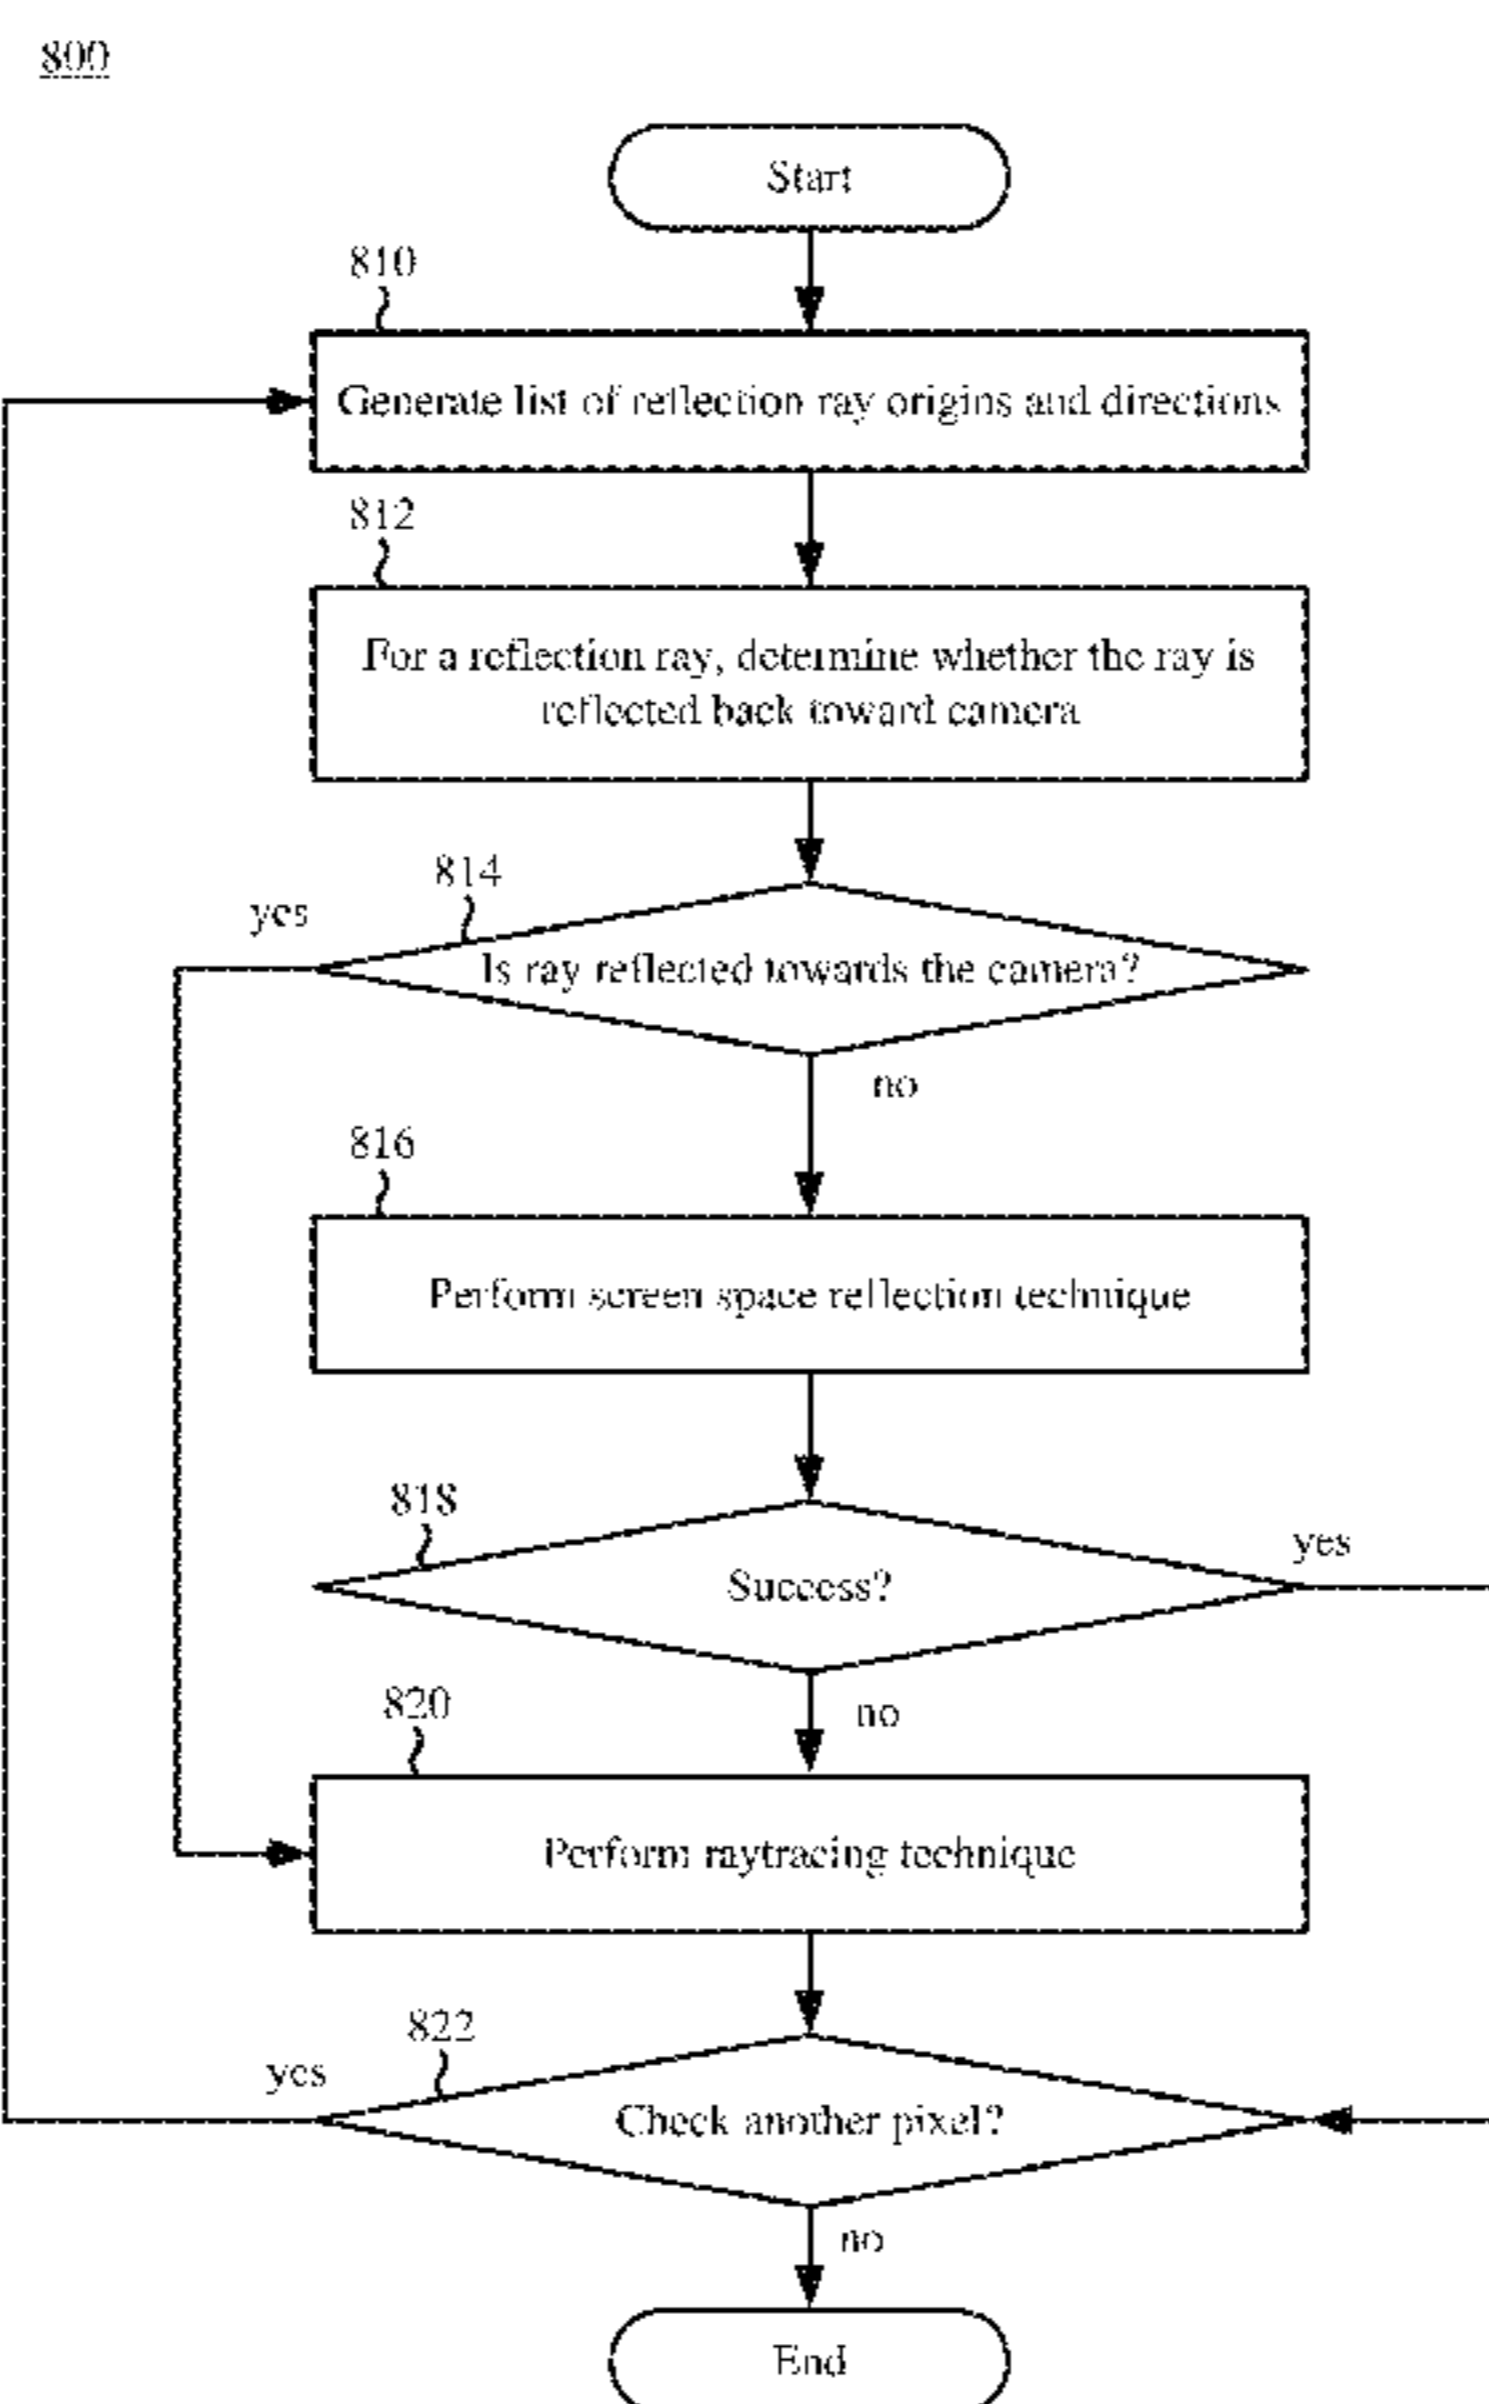 800
Start
810
Generate list of reflection ray origins and directions
812
For a reflection ray, determine whether the ray is
reflected back toward camera
814
yes
Is ray reflected towards the camera?
no
816
Perform screen space reflection technique
818
yes
Success?
820
no
Perform raytracing technique
822
yes
Check another pixel?
no
End